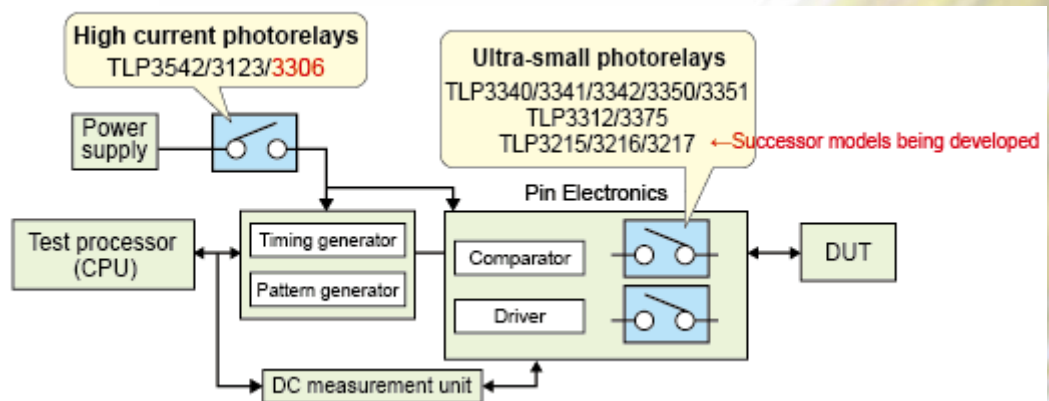 High current photorelays
TLP3542/3123/3306
Ultra-small photorelays
TLP3340/3341/3342/3350/3351
TLP3312/3375
TLP3215/3216/3217 ←Successor models being developed
Power
supply
Pin Electronics
Test processor
(CPU)
Timing generator
Pattern generator
Comparator
Driver
DUT
DC measurement unit